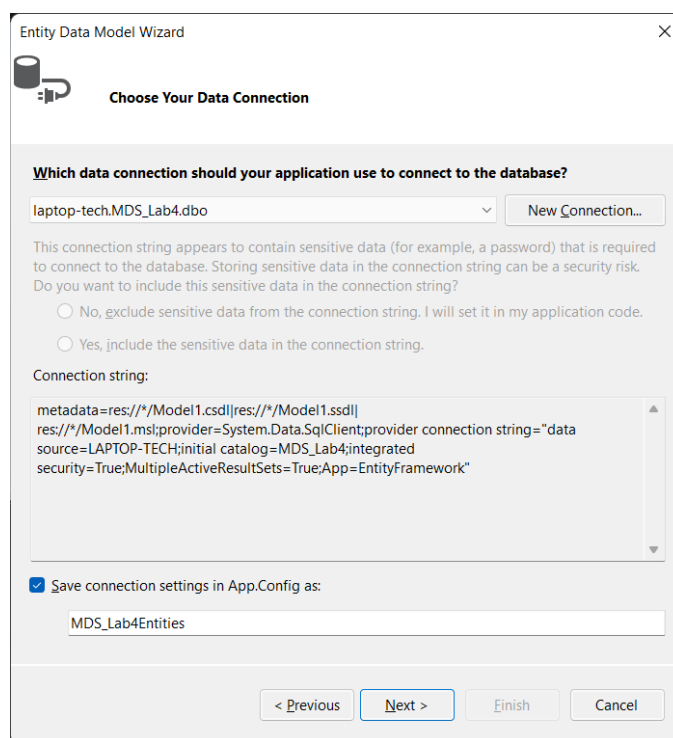 Entity Data Model Wizard
Choose Your Data Connection
Which data connection should your application use to connect to the database?
laptop-tech.MDS_Lab4.dbo
New Connection...
This connection string appears to contain sensitive data (for example, a password) that is required
to connect to the database. Storing sensitive data in the connection string can be a security risk.
Do you want to include this sensitive data in the connection string?
No, exclude sensitive data from the connection string. I will set it in my application code.
Yes, include the sensitive data in the connection string.
Connection string:
metadata=res://*/Model1.csdl|res://*/Model1.ssdl|
res://*/Model1.msl;provider=System.Data.SqlClient;provider connection string="data
source=LAPTOP-TECH;initial catalog=MDS_Lab4;integrated
security=True;MultipleActiveResultSets=True;App=EntityFramework"
Save connection settings in App.Config as:
MDS_Lab4Entities
< Previous
Next >
Finish
Cancel